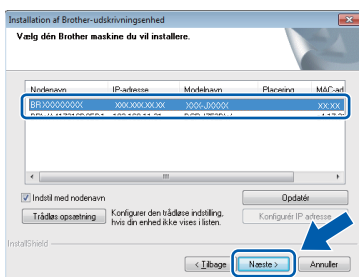 Installation af Brother-udskrivningsenhed
Vælg dén Brother maskine du vil installere.
Nodenavn IP-adresse Modelnavn Placering MAC-ad
BRXXXXXXXX XXX.XXX.XX.XX XXX-JXXXX XX:XX
Indstil med nodenavn
Opdatér
Trådløs opsætning
Konfigurer den trådløse indstilling, hvis din enhed ikke vises i listen.
Konfigurér IP adresse
InstallShield
< Tilbage Næste > Annuller